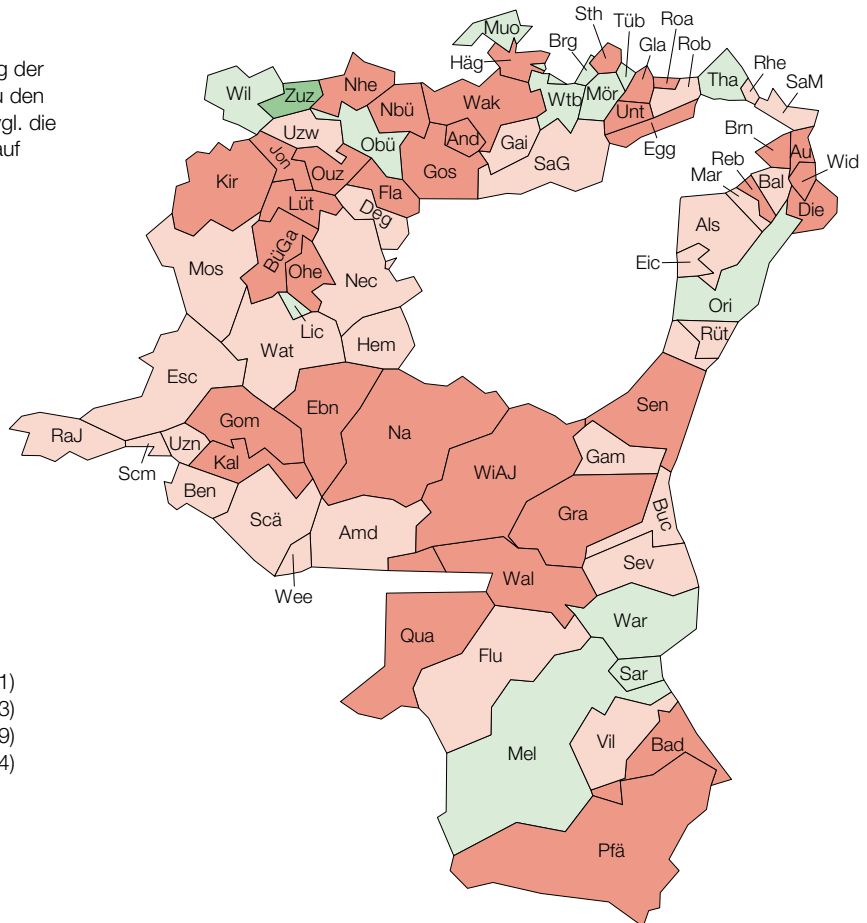 g der
u den
gl. die
auf
Muo
Sth
Tüb
Roa
Brg
Gla
Rob
Häg
Tha
Rhe
SaM
Wil
Zuz
Nhe
Nbü
Wak
Wtb
Mör
Unt
Egg
Uzw
Obü
And
Gai
SaG
Gos
Brn
Au
Wid
Reb
Mar
Bal
Die
Kir
Jon
Ouz
Fla
Lüt
Deg
Als
Eic
Ori
Mos
BüGa
Ohe
Nec
Lic
Wat
Hem
Rüt
Esc
Ebn
Na
Sen
RaJ
Scm
Uzn
Gom
Kal
Gam
WiAJ
Ben
Scä
Amd
Gra
Buc
Wee
Wal
Sev
Qua
Flu
War
Sar
1)
3)
9)
4)
Mel
Vil
Bad
Pfä